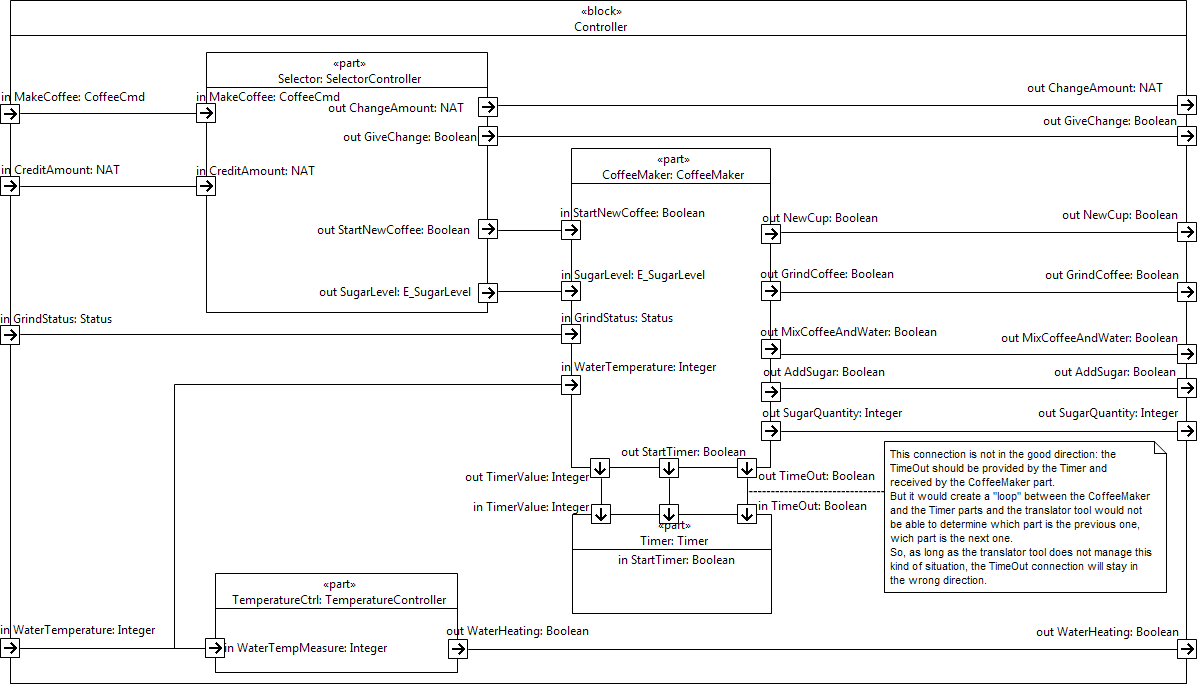 «block»
Controller
«part»
Selector: SelectorController
in MakeCoffee: CoffeeCmd
in MakeCoffee: CoffeeCmd
out ChangeAmount: NAT
out ChangeAmount: NAT
out GiveChange: Boolean
out GiveChange: Boolean
in CreditAmount: NAT
in CreditAmount: NAT
«part»
CoffeeMaker: CoffeeMaker
in StartNewCoffee: Boolean
out NewCup: Boolean
out NewCup: Boolean
out StartNewCoffee: Boolean
in SugarLevel: E_SugarLevel
out GrindCoffee: Boolean
out GrindCoffee: Boolean
out SugarLevel: E_SugarLevel
in GrindStatus: Status
in GrindStatus: Status
out MixCoffeeAndWater: Boolean
out MixCoffeeAndWater: Boolean
in WaterTemperature: Integer
out AddSugar: Boolean
out AddSugar: Boolean
out SugarQuantity: Integer
out SugarQuantity: Integer
out StartTimer: Boolean
out TimerValue: Integer
out TimeOut: Boolean
in TimerValue: Integer
in TimeOut: Boolean
«part»
Timer: Timer
in StartTimer: Boolean
This connection is not in the good direction: the
TimeOut should be provided by the Timer and
received by the CoffeeMaker part.
But it would create a "loop" between the CoffeeMaker
and the Timer parts and the translator tool would not
be able to determine which part is the previous one,
wich part is the next one.
So, as long as the translator tool does not manage this
kind of situation, the TimeOut connection will stay in
the wrong direction.
«part»
TemperatureCtrl: TemperatureController
in WaterTemperature: Integer
in WaterTempMeasure: Integer
out WaterHeating: Boolean
out WaterHeating: Boolean